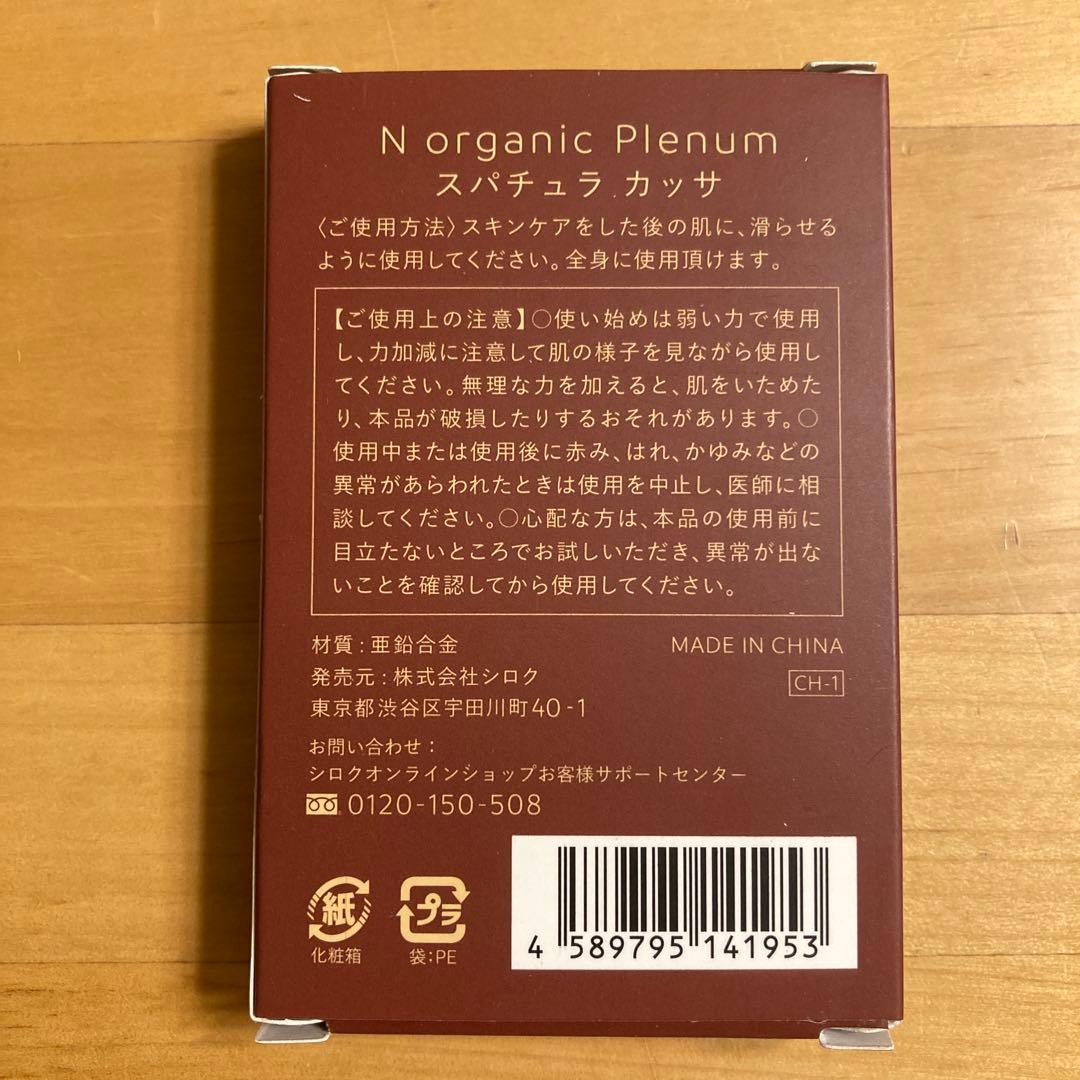 N organic Plenum
スパチュラ カッサ
〈ご使用方法〉スキンケアをした後の肌に、滑らせる
ように使用してください。全身に使用頂けます。
【ご使用上の注意】○使い始めは弱い力で使用
し、力加減に注意して肌の様子を見ながら使用し
てください。無理な力を加えると、肌をいためた
り、本品が破損したりするおそれがあります。○
使用中または使用後に赤み、はれ、かゆみなどの
異常があらわれたときは使用を中止し、医師に相
談してください。○心配な方は、本品の使用前に
目立たないところでお試しいただき、異常が出な
いことを確認してから使用してください。
材質：亜鉛合金 MADE IN CHINA
発売元：株式会社シロク CH-1
東京都渋谷区宇田川町40-1
お問い合わせ：
シロクオンラインショップお客様サポートセンター
0120-150-508
紙 プラ
化粧箱 袋：PE
4 589795 141953